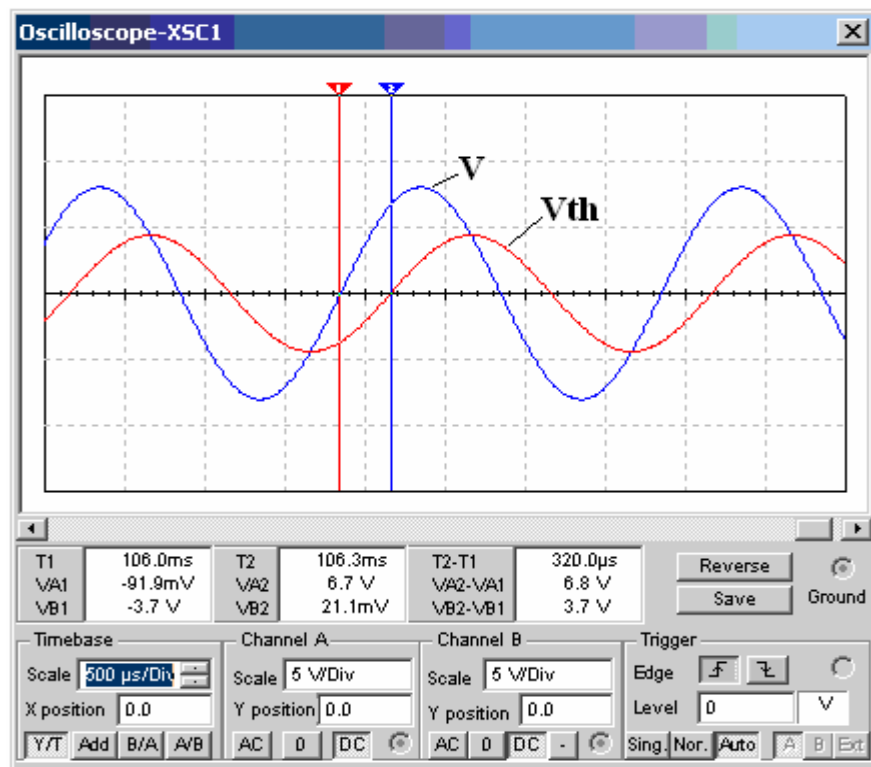 Oscilloscope-XSC1
1 2
V
Vth
T1 106.0ms T2 106.3ms T2-T1 320.0µs
VA1 -91.9mV VA2 6.7 V VA2-VA1 6.8 V
VB1 -3.7 V VB2 21.1mV VB2-VB1 3.7 V
Reverse
Save
Ground
Timebase
Scale 500 µs/Div
X position 0.0
Y/T Add B/A A/B
Channel A
Scale 5 V/Div
Y position 0.0
AC 0 DC
Channel B
Scale 5 V/Div
Y position 0.0
AC 0 DC -
Trigger
Edge
Level 0 V
Sing. Nor. Auto A B Ext